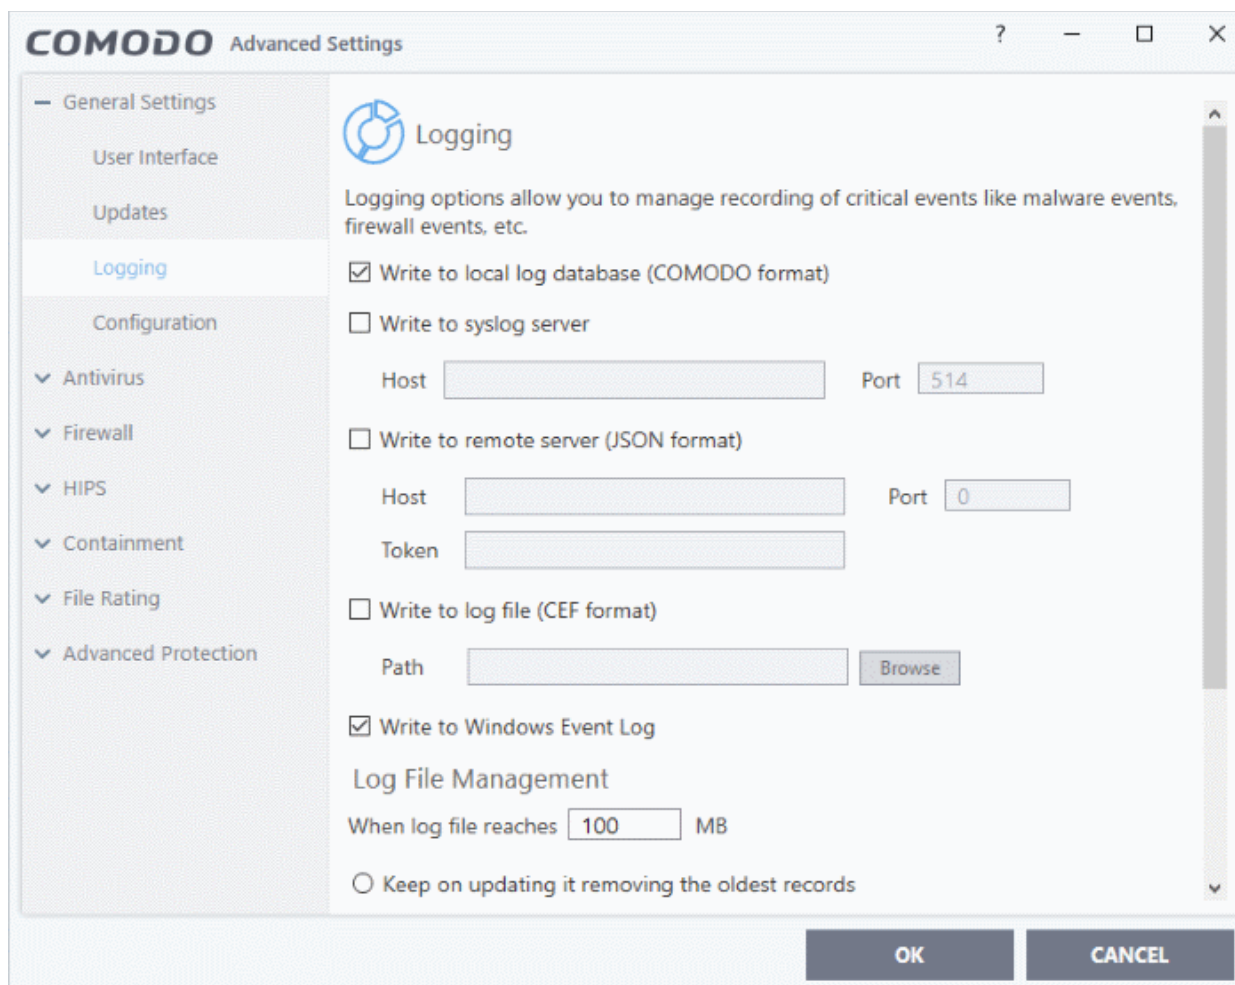 COMODO Advanced Settings ?
General Settings
User Interface
Updates
Logging
Configuration
Antivirus
Firewall
HIPS
Containment
File Rating
Advanced Protection
Logging
Logging options allow you to manage recording of critical events like malware events,
firewall events, etc.
Write to local log database (COMODO format)
Write to syslog server
Host Port 514
Write to remote server (JSON format)
Host Port 0
Token
Write to log file (CEF format)
Path Browse
Write to Windows Event Log
Log File Management
When log file reaches 100 MB
Keep on updating it removing the oldest records
OK CANCEL